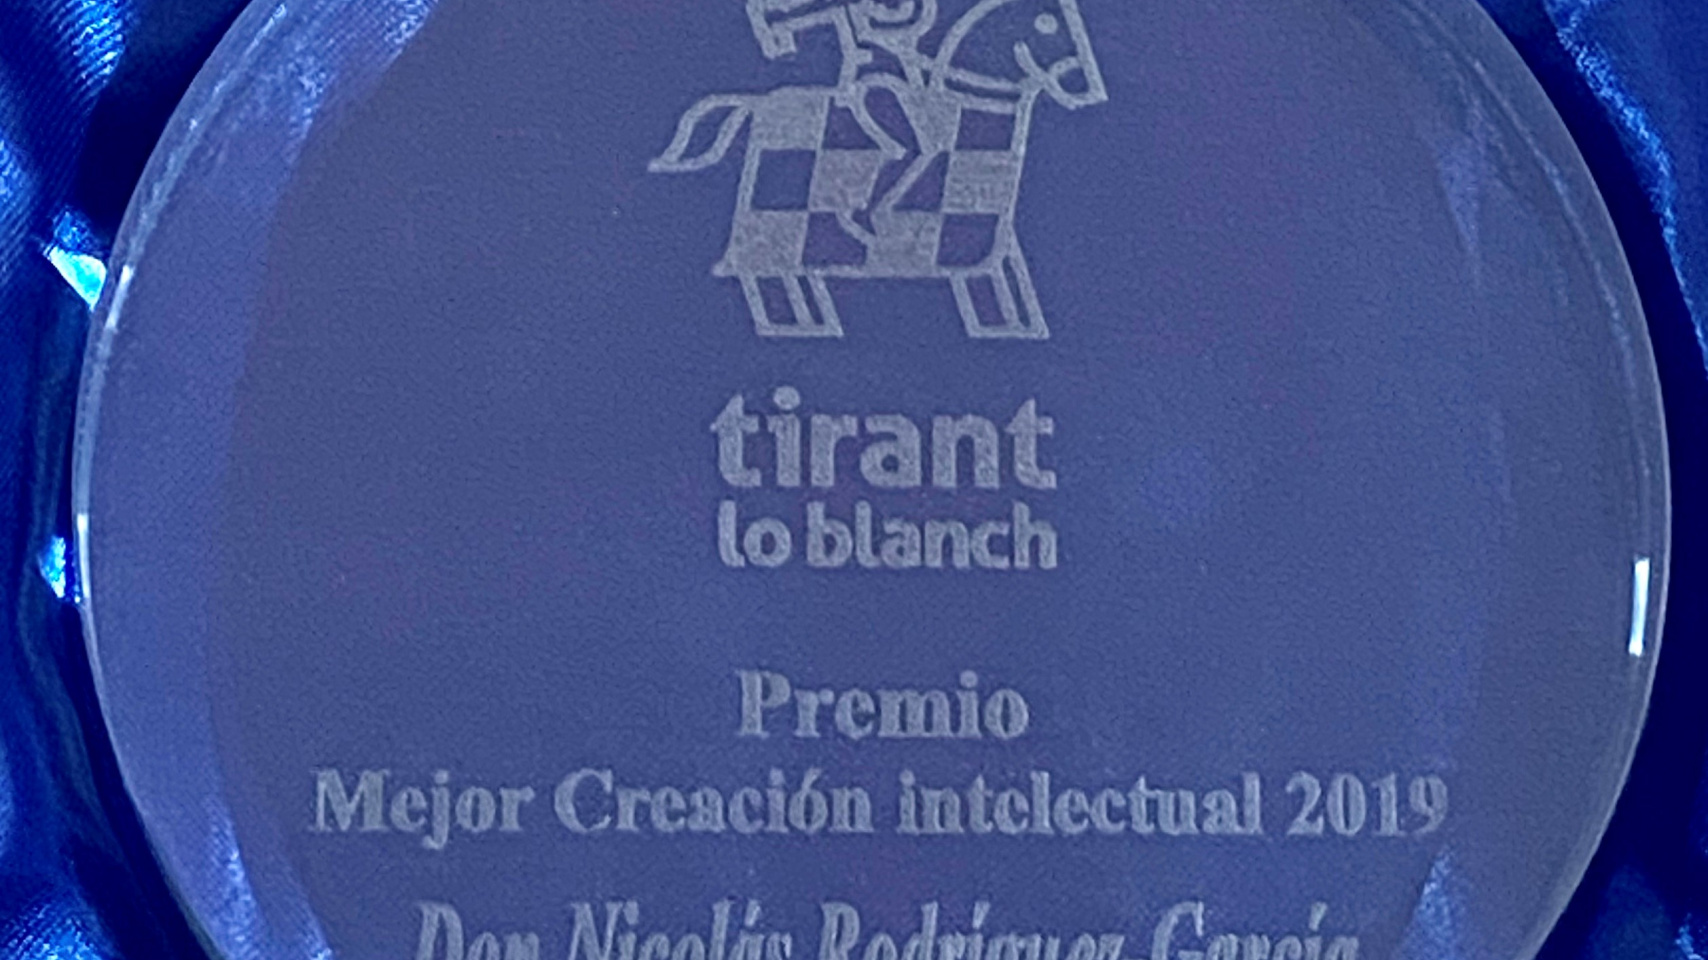 tirant
lo blanch
Premio
Mejor Creación intelectual 2019
Don Nicolás Rodríguez-García